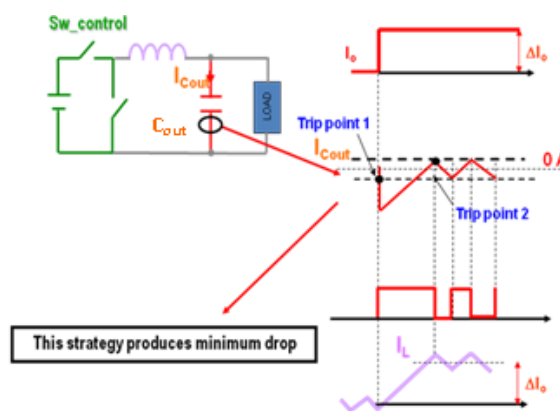 Sw_control
I_Cout
C_out
LOAD
I_o
ΔI_o
Trip point 1
I_Cout
0 A
Trip point 2
This strategy produces minimum drop
I_L
ΔI_o